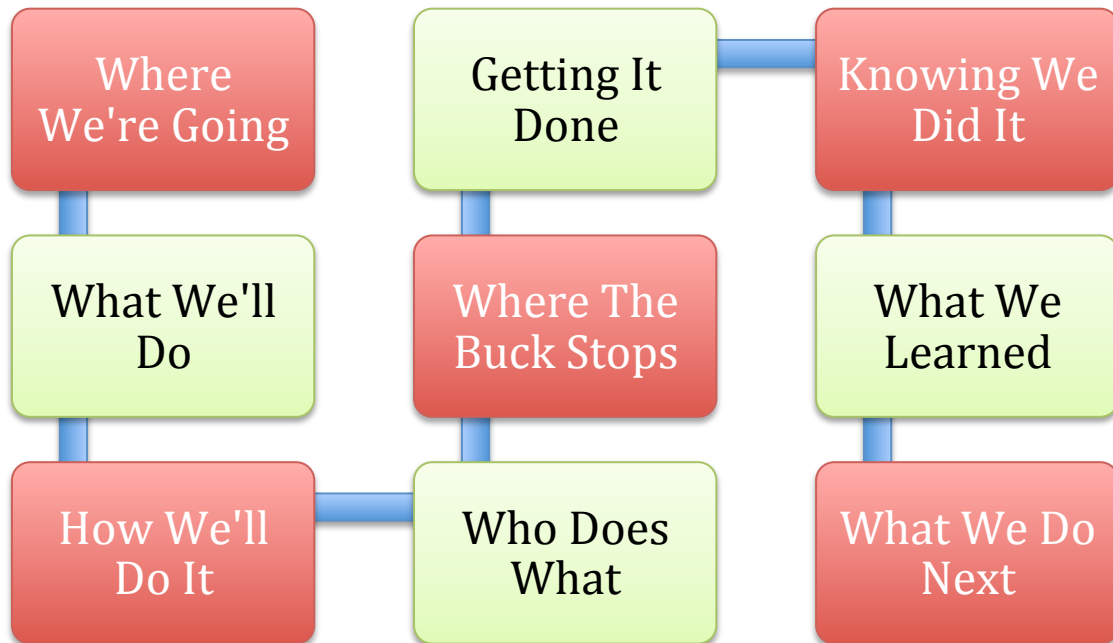 Where
We're Going
What We'll
Do
How We'll
Do It
Who Does
What
Where The
Buck Stops
Getting It
Done
Knowing We
Did It
What We
Learned
What We Do
Next